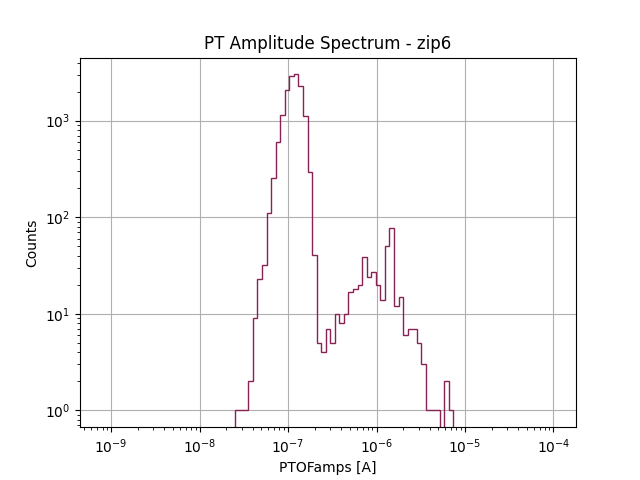 PT Amplitude Spectrum - zip6
Counts
10³
10²
10¹
10⁰
10⁻⁹ 10⁻⁸ 10⁻⁷ 10⁻⁶ 10⁻⁵ 10⁻⁴
PTOFamps [A]